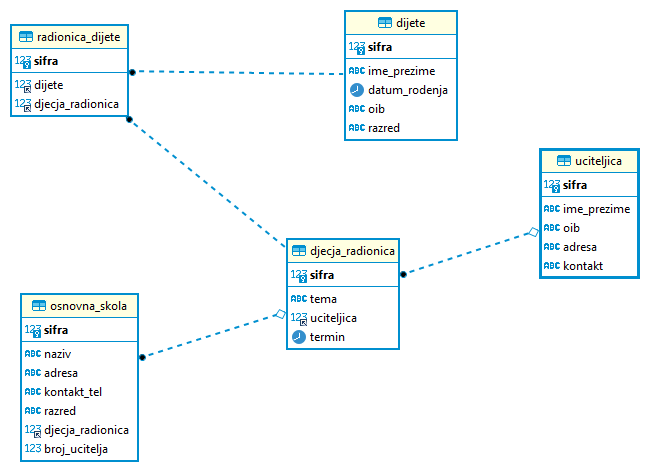 radionica_dijete
123 sifra
123 dijete
123 djecja_radionica
dijete
123 sifra
ABC ime_prezime
datum_rodenja
ABC oib
ABC razred
uciteljica
123 sifra
ABC ime_prezime
ABC oib
ABC adresa
ABC kontakt
djecja_radionica
123 sifra
ABC tema
123 uciteljica
termin
osnovna_skola
123 sifra
ABC naziv
ABC adresa
ABC kontakt_tel
ABC razred
123 djecja_radionica
123 broj_ucitelja